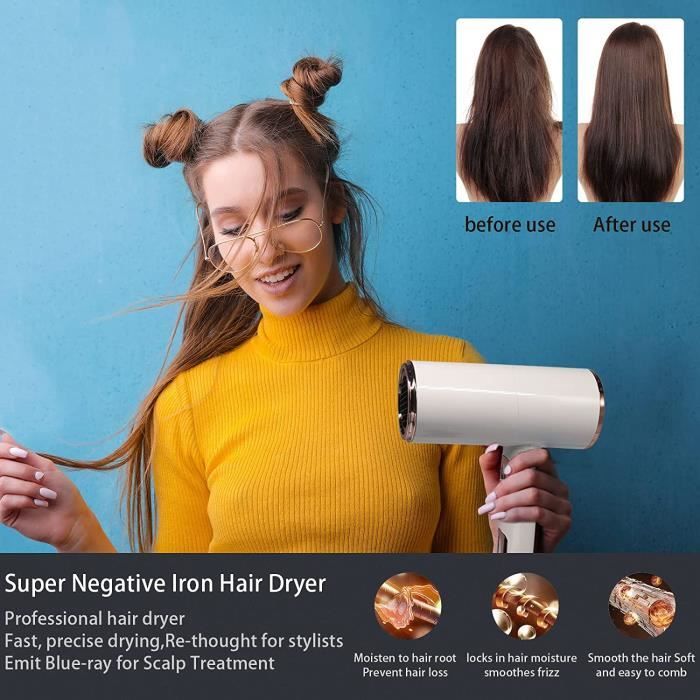 before use
After use
Super Negative Iron Hair Dryer
Professional hair dryer
Fast, precise drying,Re-thought for stylists
Emit Blue-ray for Scalp Treatment
Moisten to hair root
Prevent hair loss
locks in hair moisture
smoothes frizz
Smooth the hair Soft
and easy to comb